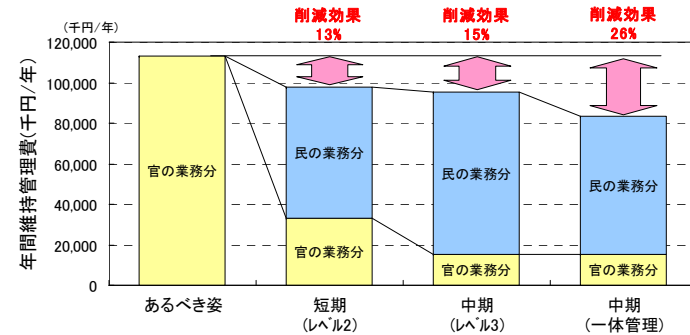 削減効果 削減効果 削減効果
13% 15% 26%
(千円/年)
年間維持管理費(千円/年)
120,000
100,000
80,000
60,000
40,000
20,000
0
官の業務分
民の業務分
官の業務分
民の業務分
官の業務分
民の業務分
官の業務分
あるべき姿 短期 中期 中期
(レベル2) (レベル3) (一体管理)